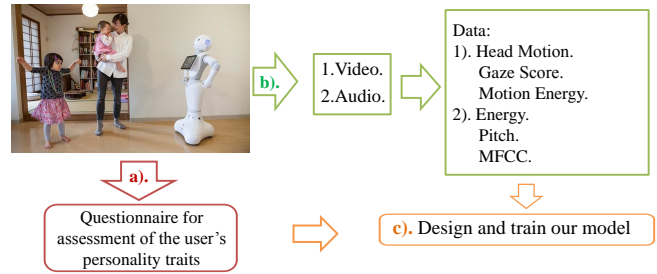 b).
1.Video.
2.Audio.
Data:
1). Head Motion.
Gaze Score.
Motion Energy.
2). Energy.
Pitch.
MFCC.
a).
Questionnaire for
assessment of the user's
personality traits
c). Design and train our model